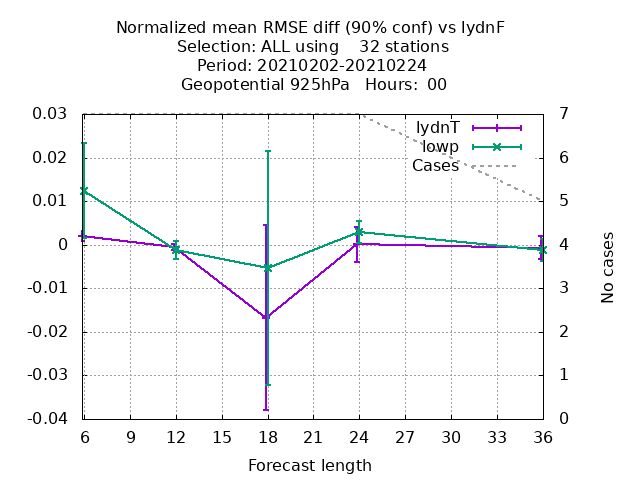 Normalized mean RMSE diff (90% conf) vs lydnF
Selection: ALL using    32 stations
Period: 20210202-20210224
Geopotential 925hPa   Hours:  00
lydnT
lowp
Cases
0.03
0.02
0.01
0
-0.01
-0.02
-0.03
-0.04
7
6
5
4
3
2
1
0
No cases
6 9 12 15 18 21 24 27 30 33 36
Forecast length